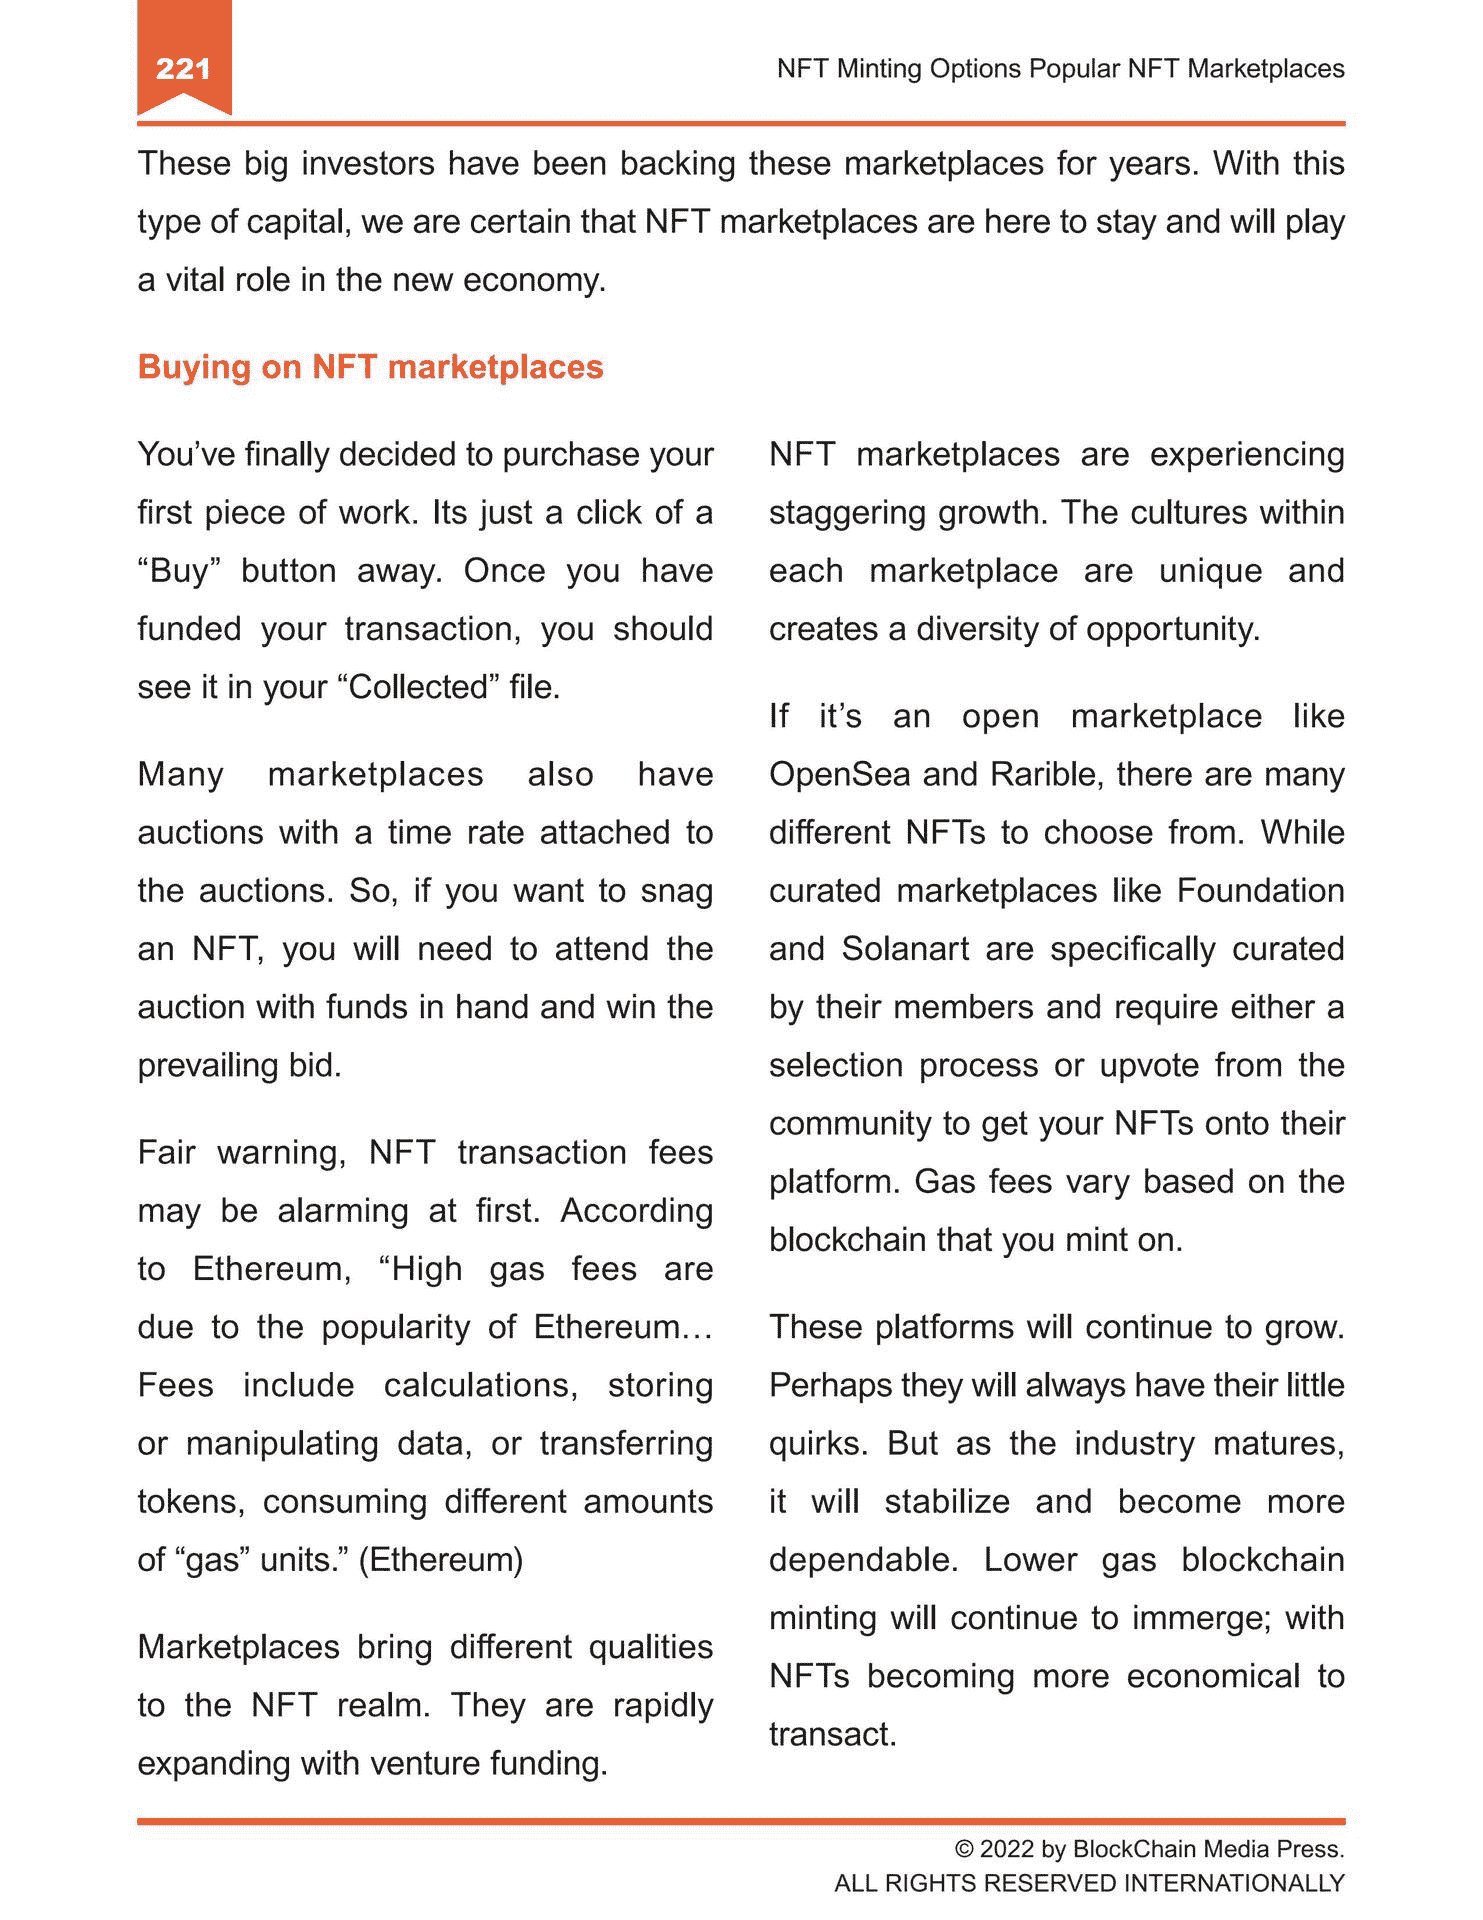 221
NFT Minting Options Popular NFT Marketplaces
These big investors have been backing these marketplaces for years. With this
type of capital, we are certain that NFT marketplaces are here to stay and will play
a vital role in the new economy.
Buying on NFT marketplaces
You’ve finally decided to purchase your
first piece of work. Its just a click of a
“Buy” button away. Once you have
funded your transaction, you should
see it in your “Collected” file.
Many marketplaces also have
auctions with a time rate attached to
the auctions. So, if you want to snag
an NFT, you will need to attend the
auction with funds in hand and win the
prevailing bid.
Fair warning, NFT transaction fees
may be alarming at first. According
to Ethereum, “High gas fees are
due to the popularity of Ethereum…
Fees include calculations, storing
or manipulating data, or transferring
tokens, consuming different amounts
of “gas” units.” (Ethereum)
Marketplaces bring different qualities
to the NFT realm. They are rapidly
expanding with venture funding.
NFT marketplaces are experiencing
staggering growth. The cultures within
each marketplace are unique and
creates a diversity of opportunity.
If it’s an open marketplace like
OpenSea and Rarible, there are many
different NFTs to choose from. While
curated marketplaces like Foundation
and Solanart are specifically curated
by their members and require either a
selection process or upvote from the
community to get your NFTs onto their
platform. Gas fees vary based on the
blockchain that you mint on.
These platforms will continue to grow.
Perhaps they will always have their little
quirks. But as the industry matures,
it will stabilize and become more
dependable. Lower gas blockchain
minting will continue to immerge; with
NFTs becoming more economical to
transact.
© 2022 by BlockChain Media Press.
ALL RIGHTS RESERVED INTERNATIONALLY